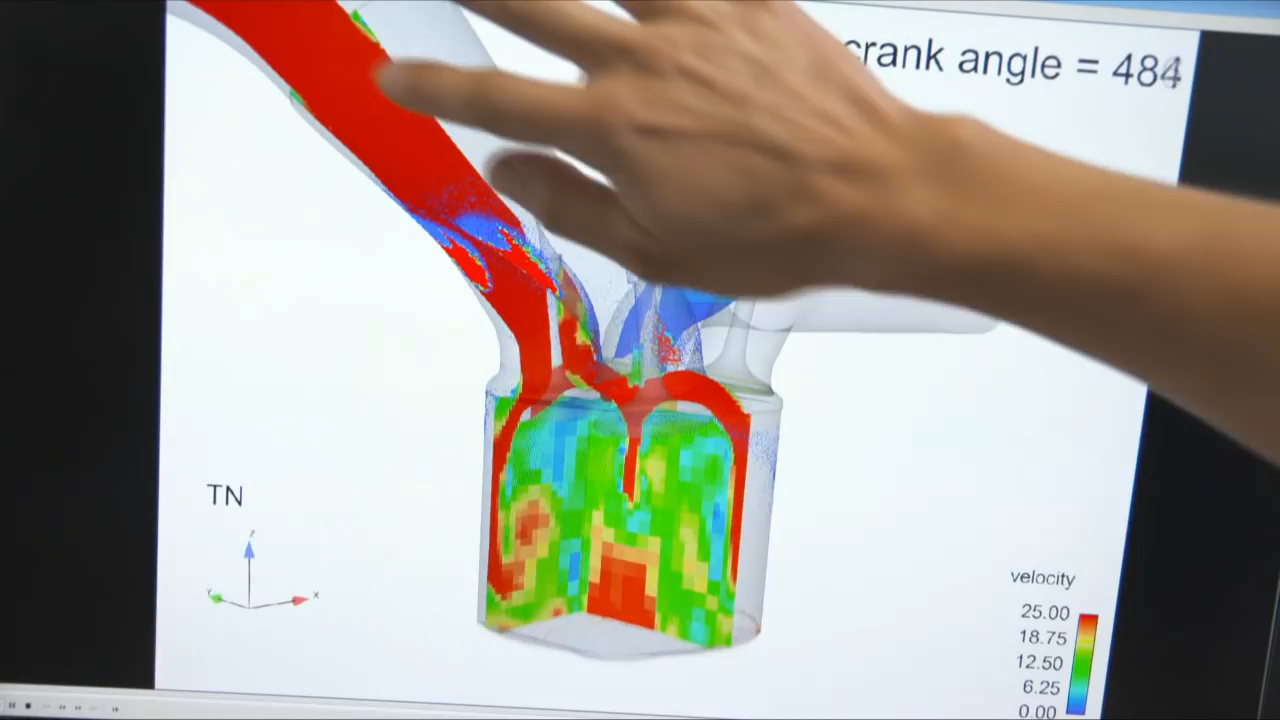 crank angle = 484
TN
z
Y
x
velocity
25.00
18.75
12.50
6.25
0.00